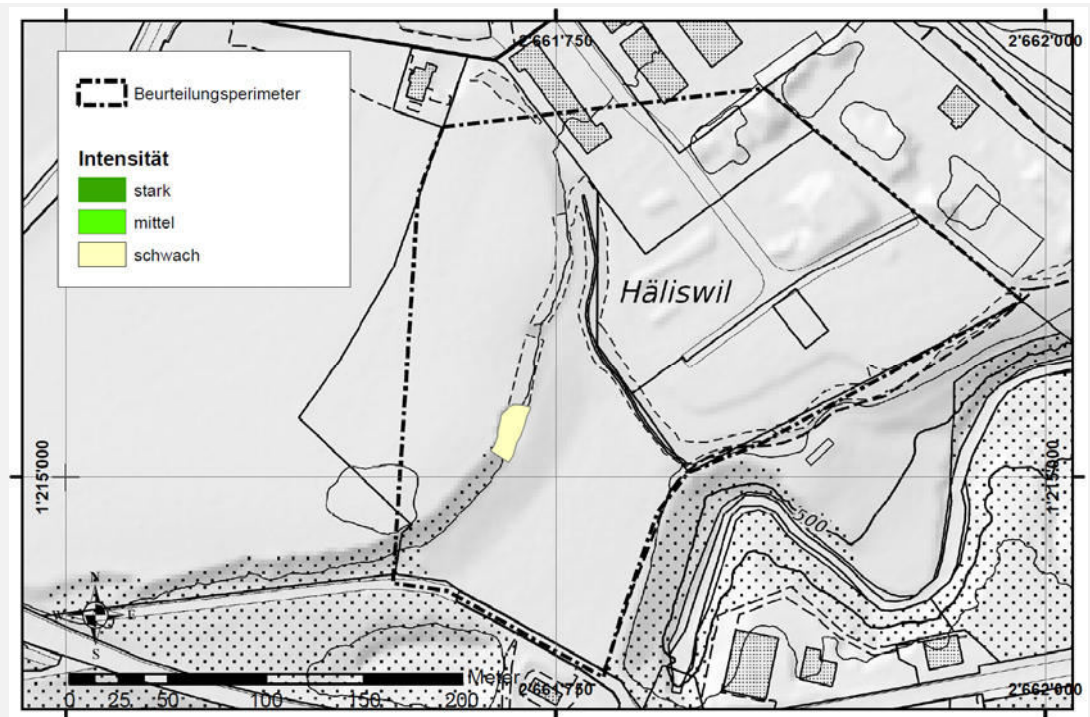 2'661'750
2'662'000
Beurteilungsperimeter
Intensität
stark
mittel
schwach
Häliswil
1'215'000
1'215'000
500
N
W E
S
Meter
0 25 50 100 150 200
2'661'750
2'662'000